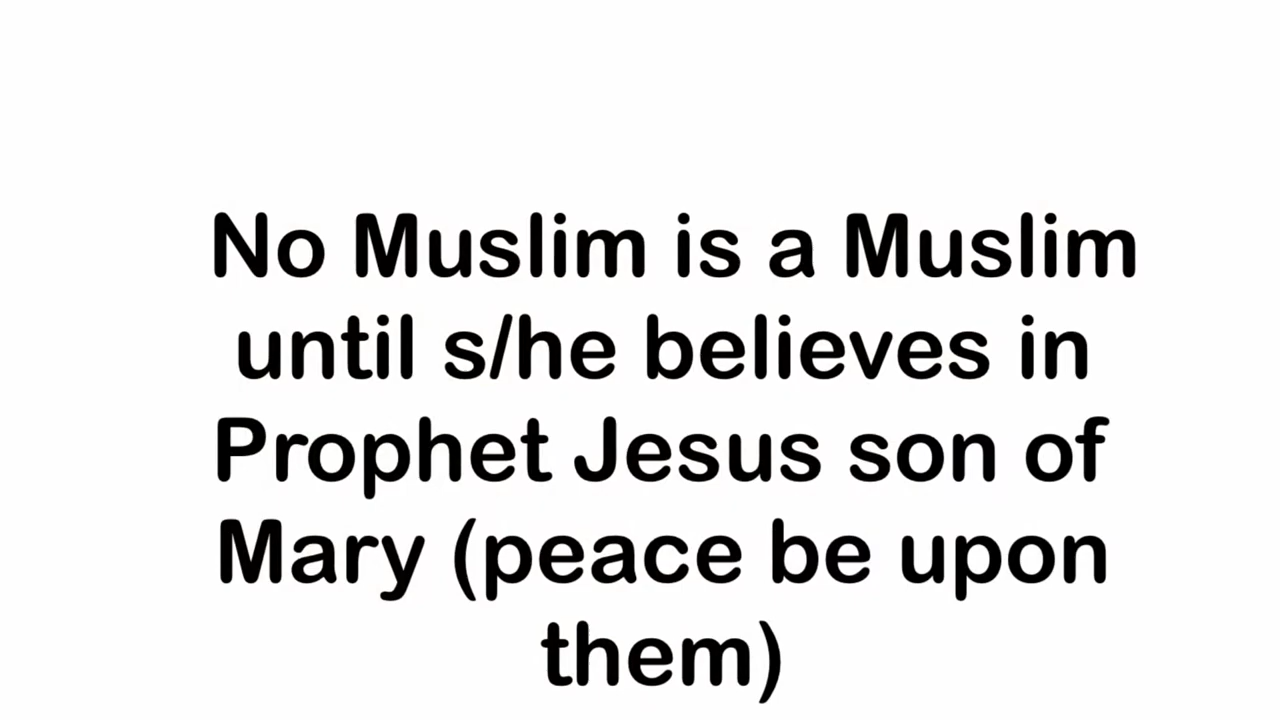 No Muslim is a Muslim
until s/he believes in
Prophet Jesus son of
Mary (peace be upon
them)